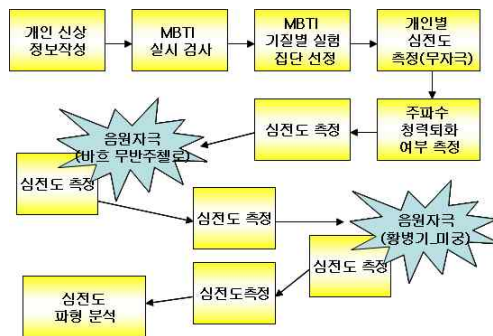 개인 신상
정보작성
MBTI
실시 검사
MBTI
기질별 실험
집단 선정
개인별
심전도
측정(무자극)
주파수
청력퇴화
여부 측정
심전도 측정
음원자극
(바흐 무반주첼로)
심전도 측정
심전도 측정
음원자극
(황병기_미궁)
심전도 측정
심전도측정
심전도
파형 분석